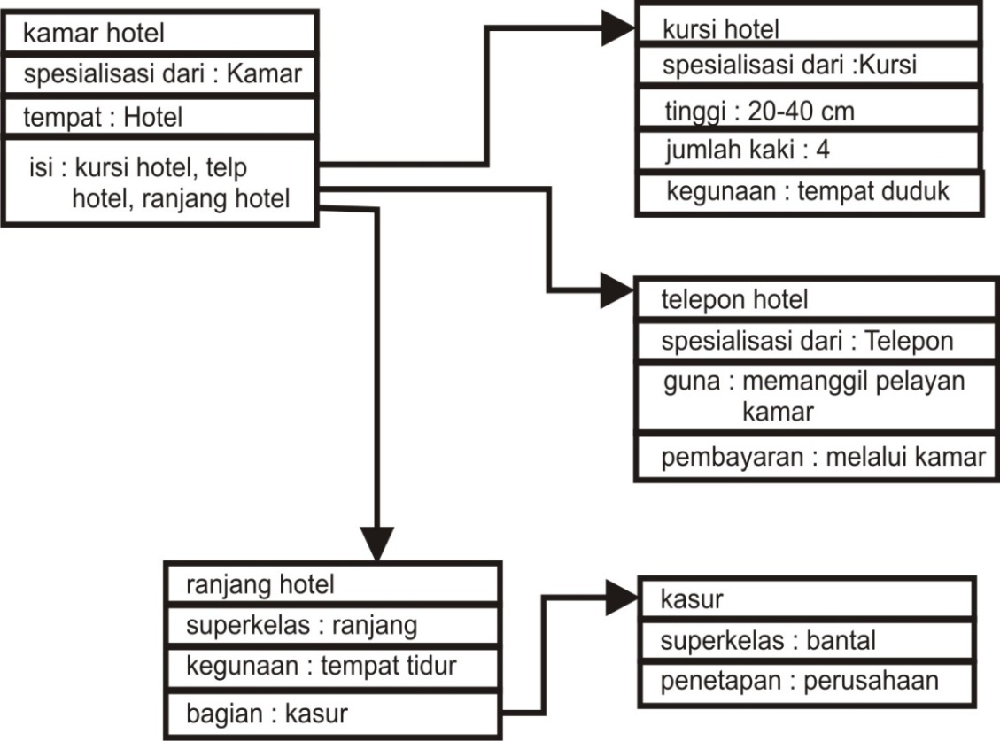 kamar hotel
spesialisasi dari : Kamar
tempat : Hotel
isi : kursi hotel, telp
hotel, ranjang hotel
kursi hotel
spesialisasi dari :Kursi
tinggi : 20-40 cm
jumlah kaki : 4
kegunaan : tempat duduk
telepon hotel
spesialisasi dari : Telepon
guna : memanggil pelayan
kamar
pembayaran : melalui kamar
ranjang hotel
superkelas : ranjang
kegunaan : tempat tidur
bagian : kasur
kasur
superkelas : bantal
penetapan : perusahaan